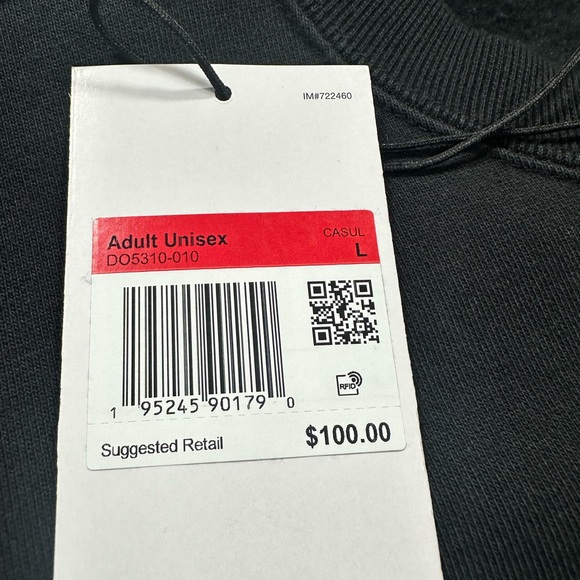 IM#722460
Adult Unisex
CASUL
DO5310-010
L
RFID
1 95245 90179 0
Suggested Retail
$100.00